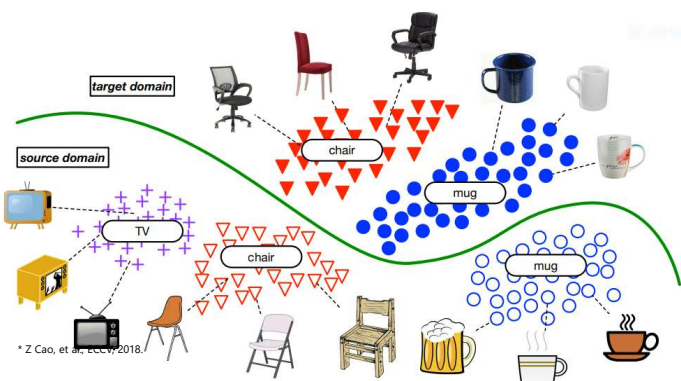 target domain
chair
source domain
mug
TV
chair
mug
* Z Cao, et al., ECCV, 2018.